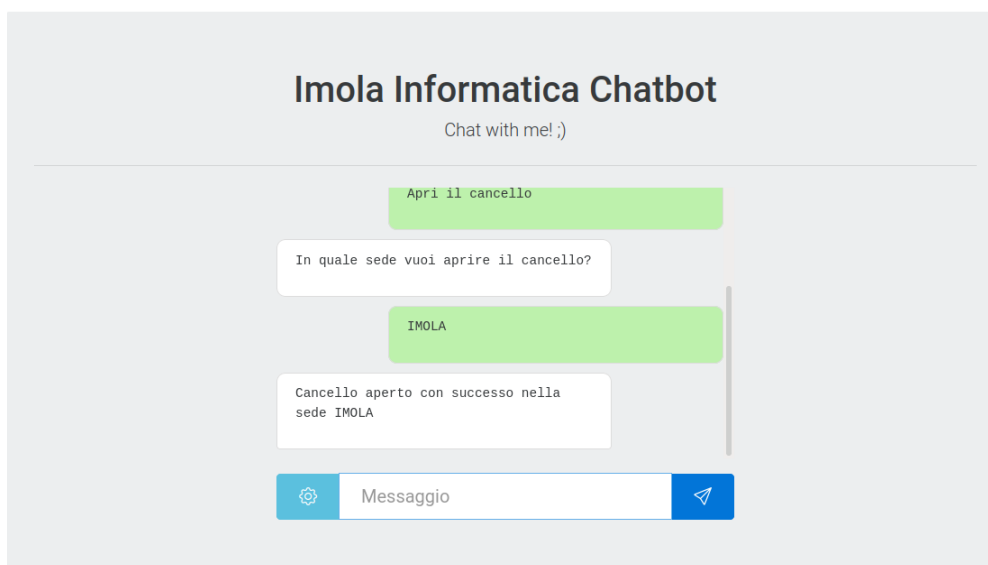 Imola Informatica Chatbot
Chat with me! ;)
Apri il cancello
In quale sede vuoi aprire il cancello?
IMOLA
Cancello aperto con successo nella
sede IMOLA
Messaggio